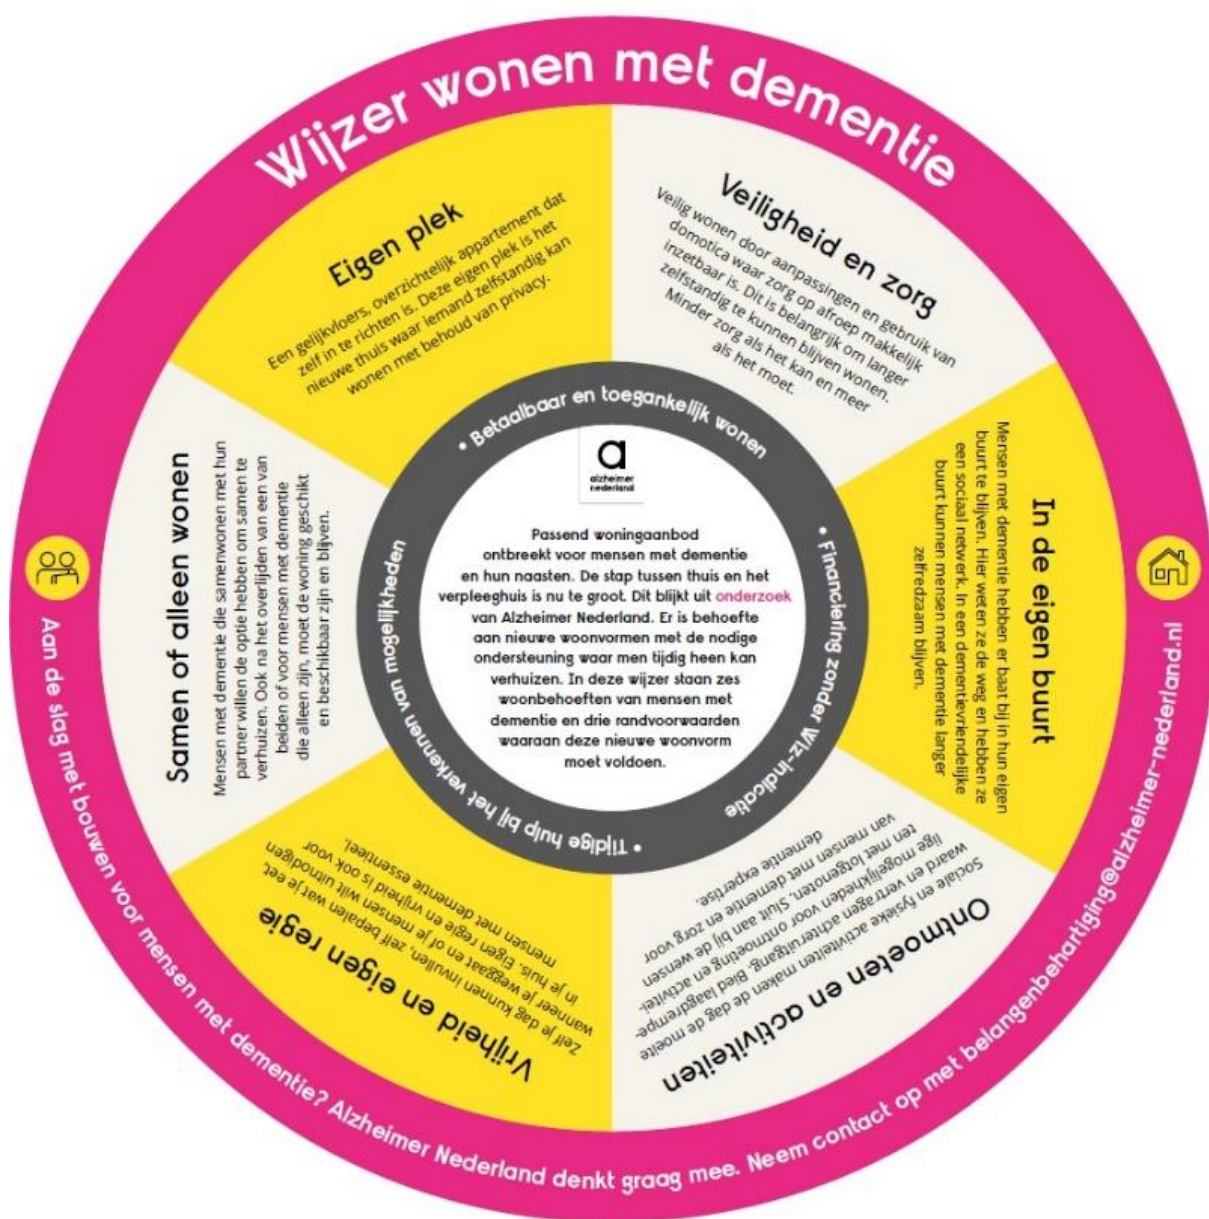 Wijzer wonen met dementie
Veiligheid en zorg
Veilig wonen door aanpassingen en gebruik van
domotica waar zorg op afroep makkelijk
inzetbaar is. Dit is belangrijk om langer
zelfstandig te kunnen blijven wonen.
Minder zorg als het kan en meer
als het moet.
In de eigen buurt
Mensen met dementie hebben er baat bij in hun eigen
buurt te blijven. Hier weten ze de weg en hebben ze
een sociaal netwerk. In een dementievriendelijke
buurt kunnen mensen met dementie langer
zelfredzaam blijven.
Ontmoeten en activiteiten
Sociale en fysieke activiteiten maken de dag de moeite
waard en vertragen achteruitgang. Bied laagdrempe-
lige mogelijkheden voor ontmoeting en activitei-
ten met lotgenoten. Sluit aan bij de wensen
van mensen met dementie en zorg voor
dementie expertise.
Vrijheid en eigen regie
Zelf je dag kunnen invullen, zelf bepalen wat je eet,
wanneer je weggaat en of je mensen wilt uitnodigen
in je huis. Eigen regie en vrijheid is ook voor
mensen met dementie essentieel.
Samen of alleen wonen
Mensen met dementie die samenwonen met hun
partner willen de optie hebben om samen te
verhuizen. Ook na het overlijden van een van
beiden of voor mensen met dementie
die alleen zijn, moet de woning geschikt
en beschikbaar zijn en blijven.
Eigen plek
Een gelijkvloers, overzichtelijk appartement dat
zelf in te richten is. Deze eigen plek is het
nieuwe thuis waar iemand zelfstandig kan
wonen met behoud van privacy.
• Betaalbaar en toegankelijk wonen
• Financiering zonder Wlz-indicatie
• Tijdige hulp bij het verkennen van mogelijkheden
alzheimer
nederland
Passend woningaanbod
ontbreekt voor mensen met dementie
en hun naasten. De stap tussen thuis en het
verpleeghuis is nu te groot. Dit blijkt uit onderzoek
van Alzheimer Nederland. Er is behoefte
aan nieuwe woonvormen met de nodige
ondersteuning waar men tijdig heen kan
verhuizen. In deze wijzer staan zes
woonbehoeften van mensen met
dementie en drie randvoorwaarden
waaraan deze nieuwe woonvorm
moet voldoen.
Aan de slag met bouwen voor mensen met dementie? Alzheimer Nederland denkt graag mee. Neem contact op met belangenbehartiging@alzheimer-nederland.nl